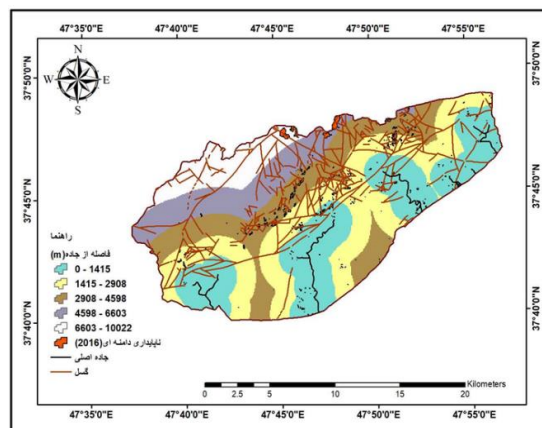 47°35'0"E 47°40'0"E 47°45'0"E 47°50'0"E 47°55'0"E
N
W E
S
37°50'0"N 37°50'0"N
37°45'0"N 37°45'0"N
37°40'0"N 37°40'0"N
راهنما
فاصله از جاده(m)
0 - 1415
1415 - 2908
2908 - 4598
4598 - 6603
6603 - 10022
ناپایداری دامنه ای(2016)
جاده اصلی
گسل
Kilometers
0 2.5 5 10 15 20
47°35'0"E 47°40'0"E 47°45'0"E 47°50'0"E 47°55'0"E